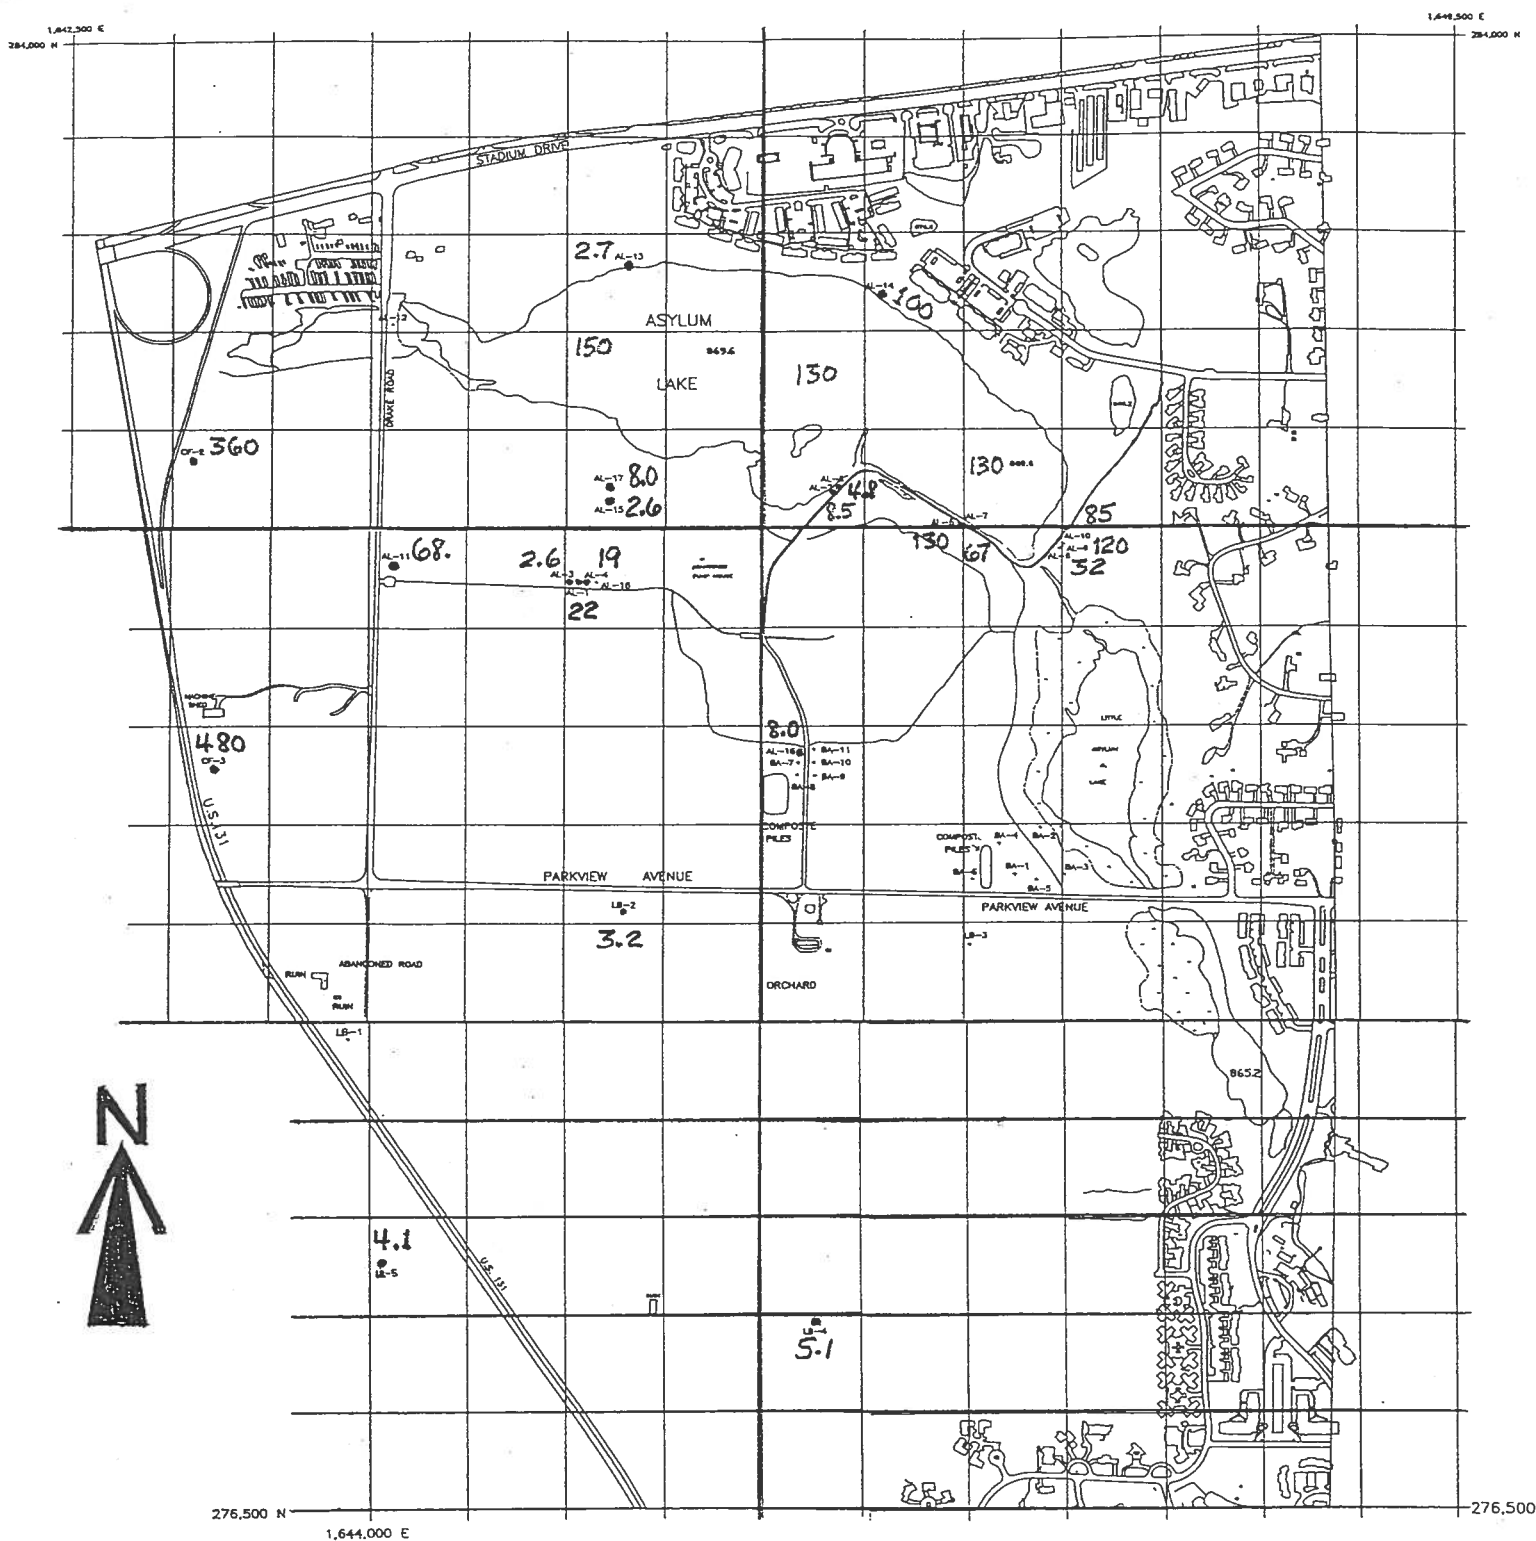 1,642,500 E
1,648,500 E
284,000 N
284,000 N
STADIUM DRIVE
2.7 AL-13
AL-14
100
AL-12
ASYLUM
150
869.6
130
LAKE
DRAKE ROAD
CF-2 360
130
AL-17 8.0
4.8
AL-15 2.6
8.5
AL-7
85
130
67
AL-10
AL-9 120
32
AL-11 68.
2.6
19
AL-3
AL-4
AL-18
AL-1
22
PUMP HOUSE
MACHINE
SHED
LITTLE
ASYLUM
LAKE
480
CF-3
8.0
AL-16
BA-11
BA-7
BA-10
BA-9
BA-8
U.S. 131
COMPOSTE
PILES
COMPOST
PILES
BA-4
BA-2
BA-6
BA-1
BA-3
BA-5
PARKVIEW AVENUE
PARKVIEW AVENUE
LB-2
3.2
LB-3
ABANDONED ROAD
RUIN
RUIN
ORCHARD
LB-1
865.2
N
4.1
LB-5
U.S. 131
5.1
276,500 N
276,500
1,644,000 E